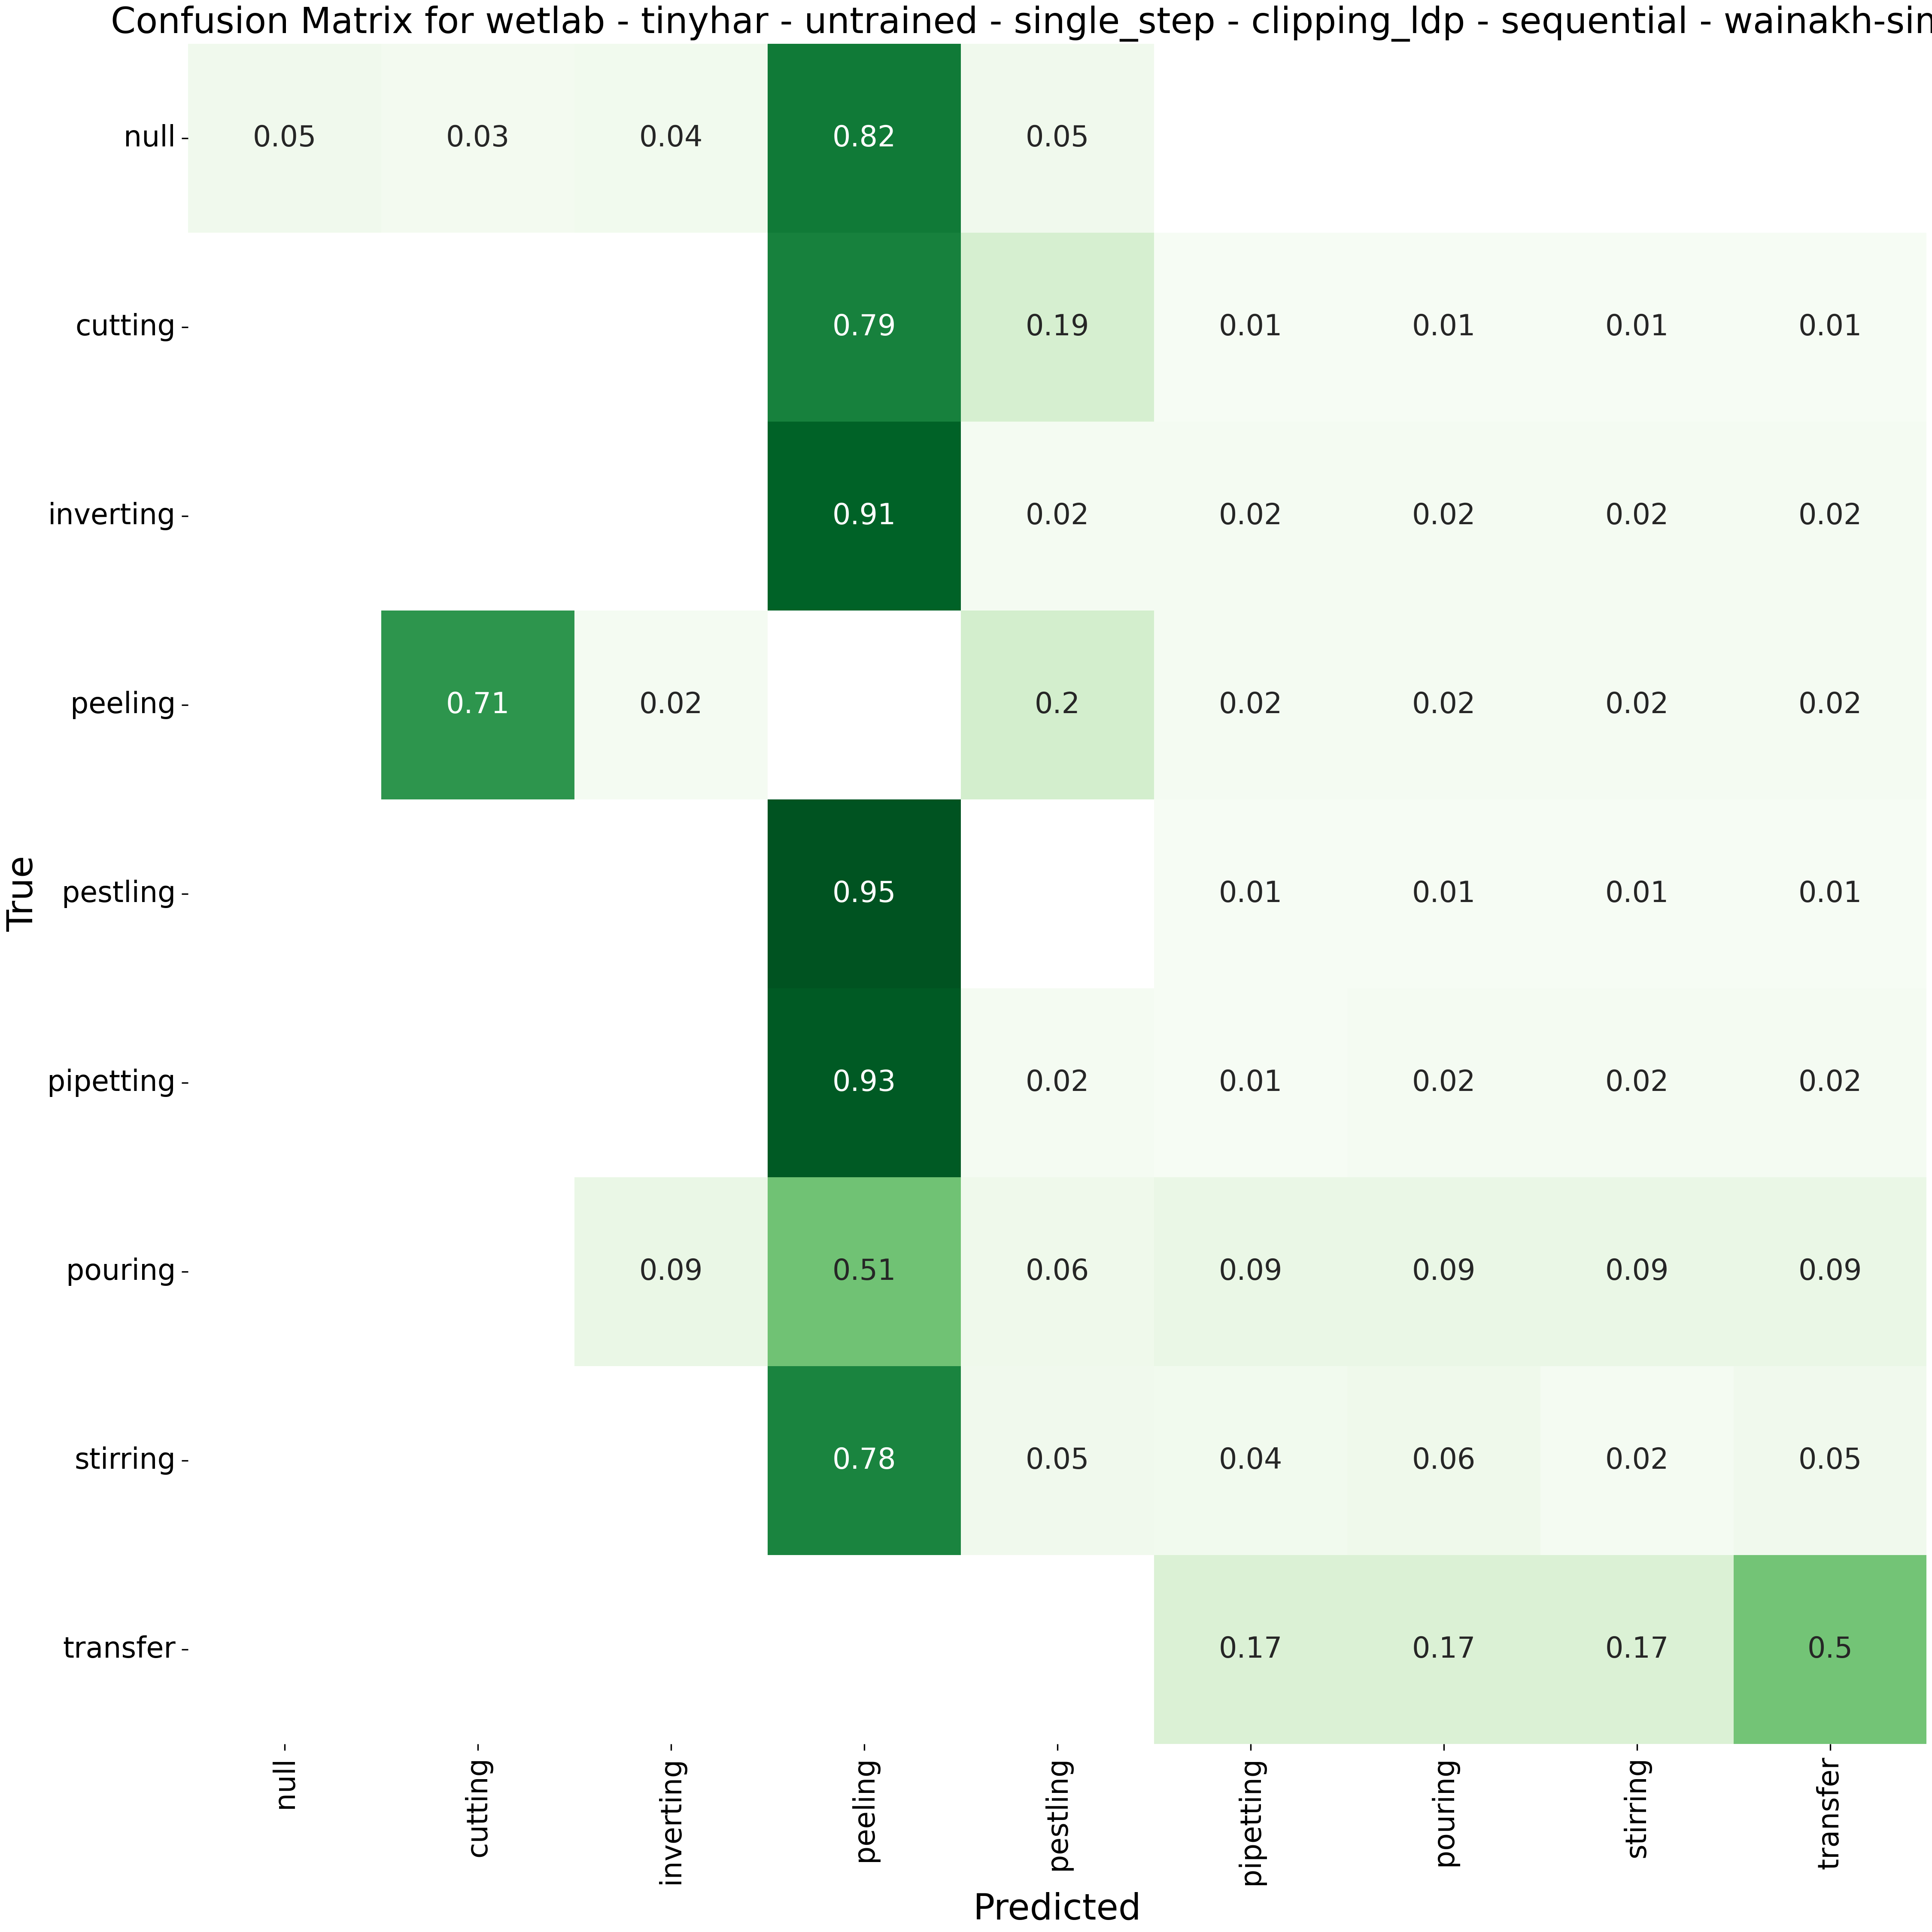 Confusion Matrix for wetlab - tinyhar - untrained - single_step - clipping_ldp - sequential - wainakh-sin
null 0.05 0.03 0.04 0.82 0.05
cutting 0.79 0.19 0.01 0.01 0.01 0.01
inverting 0.91 0.02 0.02 0.02 0.02 0.02
peeling 0.71 0.02 0.2 0.02 0.02 0.02 0.02
pestling 0.95 0.01 0.01 0.01 0.01
pipetting 0.93 0.02 0.01 0.02 0.02 0.02
pouring 0.09 0.51 0.06 0.09 0.09 0.09 0.09
stirring 0.78 0.05 0.04 0.06 0.02 0.05
transfer 0.17 0.17 0.17 0.5
True
null cutting inverting peeling pestling pipetting pouring stirring transfer
Predicted